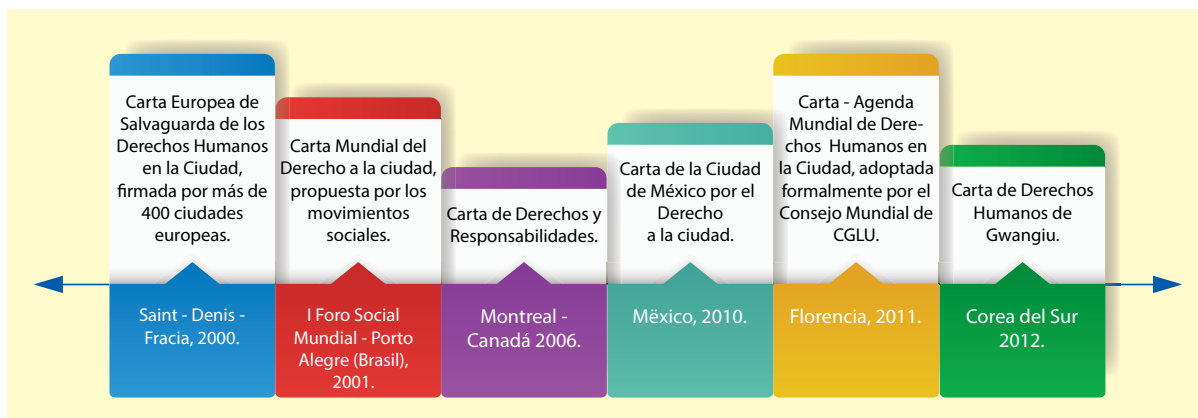 Carta Europea de
Salvaguarda de los
Derechos Humanos
en la Ciudad,
firmada por más de
400 ciudades
europeas.
Saint - Denis -
Fracia, 2000.
Carta Mundial del
Derecho a la ciudad,
propuesta por los
movimientos
sociales.
I Foro Social
Mundial - Porto
Alegre (Brasil),
2001.
Carta de Derechos y
Responsabilidades.
Montreal -
Canadá 2006.
Carta de la Ciudad
de México por el
Derecho
a la ciudad.
Mëxico, 2010.
Carta - Agenda
Mundial de Dere-
chos Humanos en
la Ciudad, adoptada
formalmente por el
Consejo Mundial de
CGLU.
Florencia, 2011.
Carta de Derechos
Humanos de
Gwangiu.
Corea del Sur
2012.